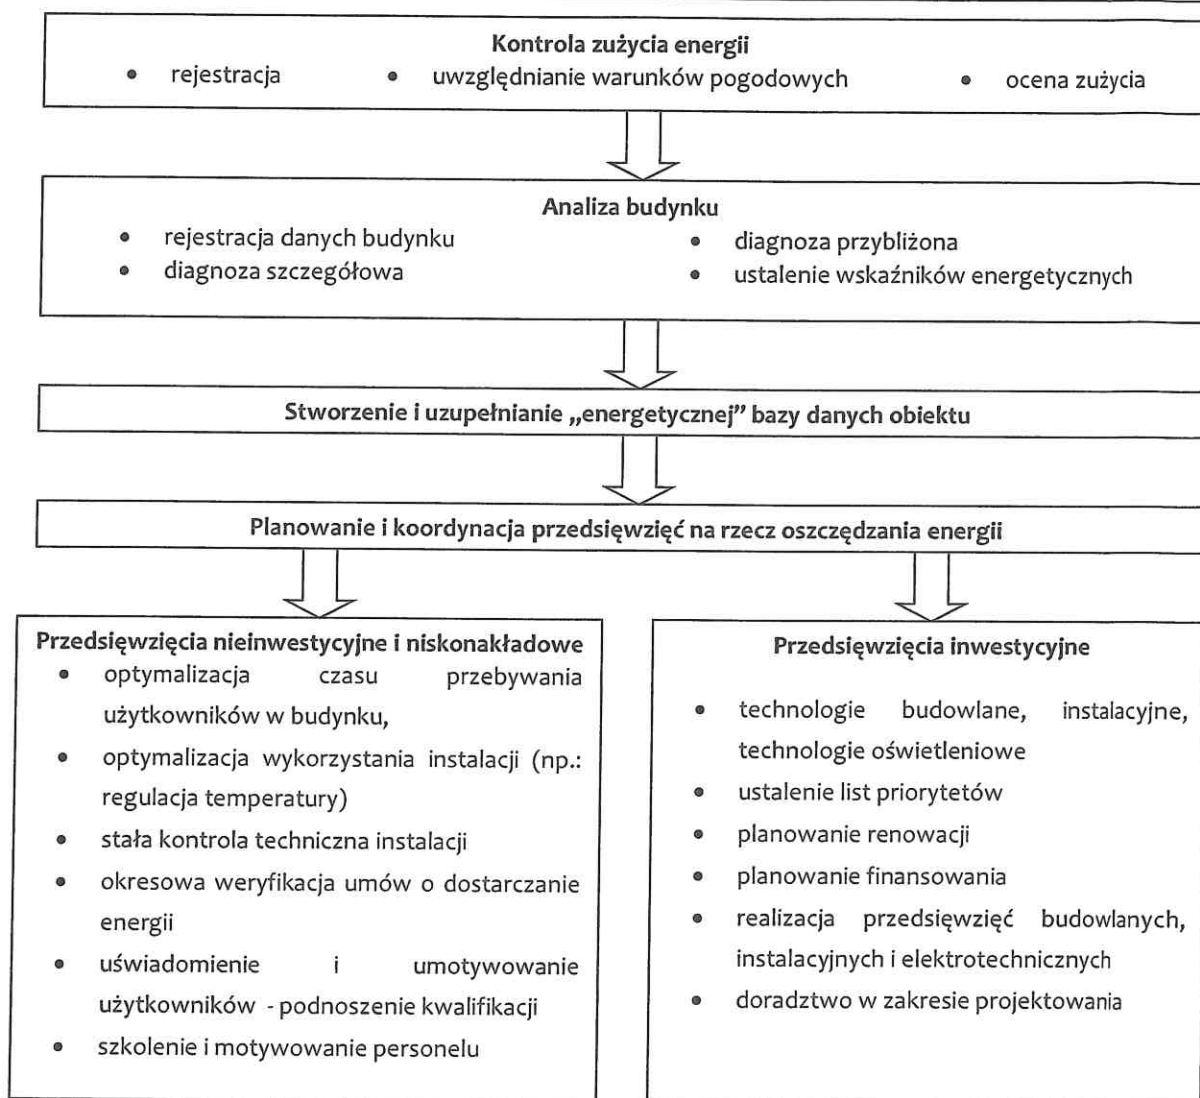 Kontrola zużycia energii
• rejestracja • uwzględnianie warunków pogodowych • ocena zużycia
Analiza budynku
• rejestracja danych budynku • diagnoza przybliżona
• diagnoza szczegółowa • ustalenie wskaźników energetycznych
Stworzenie i uzupełnianie „energetycznej” bazy danych obiektu
Planowanie i koordynacja przedsięwzięć na rzecz oszczędzania energii
Przedsięwzięcia nieinwestycyjne i niskonakładowe
• optymalizacja czasu przebywania
użytkowników w budynku,
• optymalizacja wykorzystania instalacji (np.:
regulacja temperatury)
• stała kontrola techniczna instalacji
• okresowa weryfikacja umów o dostarczanie
energii
• uświadomienie i umotywowanie
użytkowników - podnoszenie kwalifikacji
• szkolenie i motywowanie personelu
Przedsięwzięcia inwestycyjne
• technologie budowlane, instalacyjne,
technologie oświetleniowe
• ustalenie list priorytetów
• planowanie renowacji
• planowanie finansowania
• realizacja przedsięwzięć budowlanych,
instalacyjnych i elektrotechnicznych
• doradztwo w zakresie projektowania